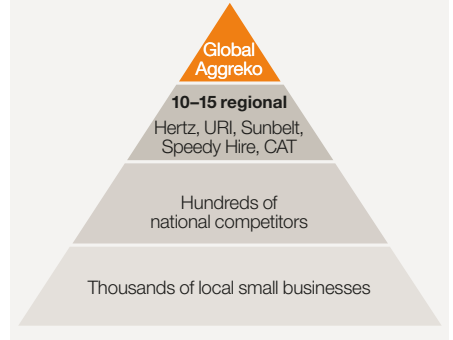 Global
Aggreko
10–15 regional
Hertz, URI, Sunbelt,
Speedy Hire, CAT
Hundreds of
national competitors
Thousands of local small businesses